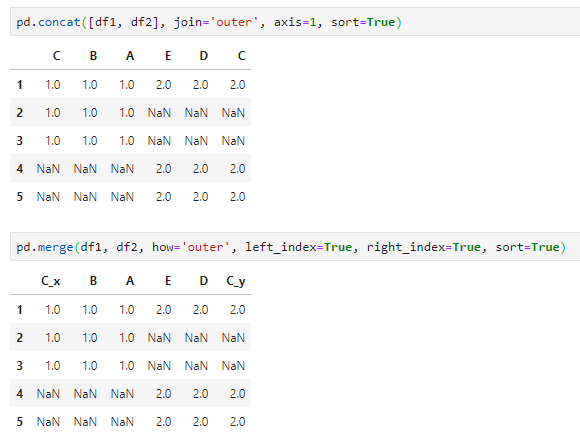 pd.concat([df1, df2], join='outer', axis=1, sort=True)
C B A E D C
1 1.0 1.0 1.0 2.0 2.0 2.0
2 1.0 1.0 1.0 NaN NaN NaN
3 1.0 1.0 1.0 NaN NaN NaN
4 NaN NaN NaN 2.0 2.0 2.0
5 NaN NaN NaN 2.0 2.0 2.0
pd.merge(df1, df2, how='outer', left_index=True, right_index=True, sort=True)
C_x B A E D C_y
1 1.0 1.0 1.0 2.0 2.0 2.0
2 1.0 1.0 1.0 NaN NaN NaN
3 1.0 1.0 1.0 NaN NaN NaN
4 NaN NaN NaN 2.0 2.0 2.0
5 NaN NaN NaN 2.0 2.0 2.0